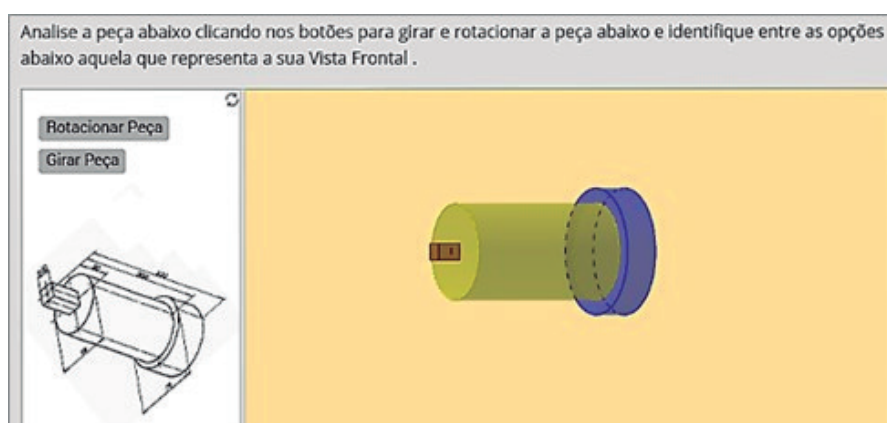 Analise a peça abaixo clicando nos botões para girar e rotacionar a peça abaixo e identifique entre as opções
abaixo aquela que representa a sua Vista Frontal .
Rotacionar Peça
Girar Peça